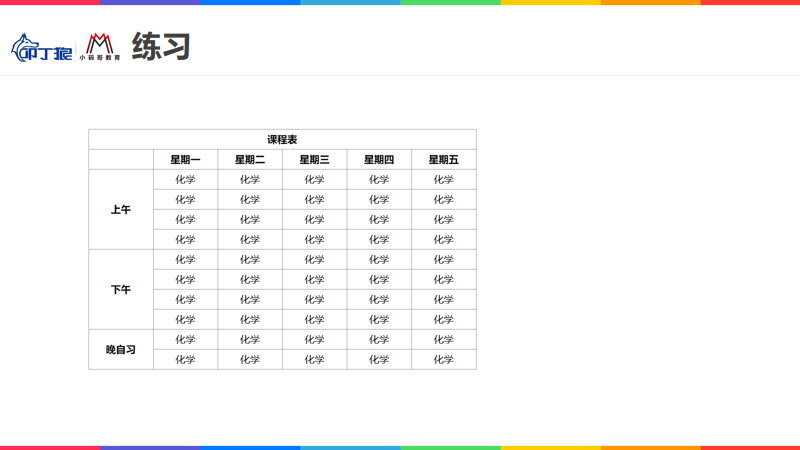 叩丁狼
小码哥教育
练习
课程表
星期一 星期二 星期三 星期四 星期五
上午 化学 化学 化学 化学 化学
化学 化学 化学 化学 化学
化学 化学 化学 化学 化学
化学 化学 化学 化学 化学
下午 化学 化学 化学 化学 化学
化学 化学 化学 化学 化学
化学 化学 化学 化学 化学
化学 化学 化学 化学 化学
晚自习 化学 化学 化学 化学 化学
化学 化学 化学 化学 化学